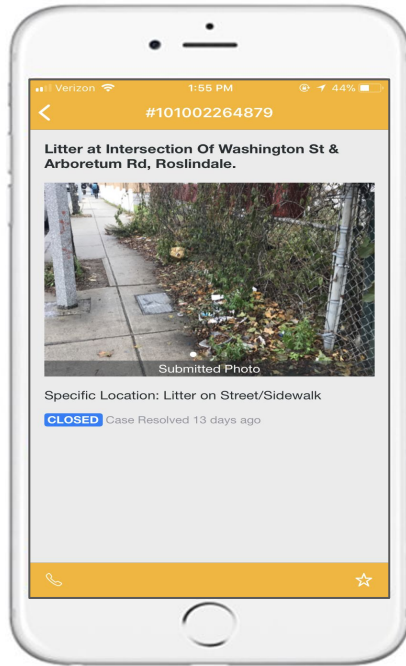 Verizon 1:55 PM 44%
#101002264879
Litter at Intersection Of Washington St &
Arboretum Rd, Roslindale.
Submitted Photo
Specific Location: Litter on Street/Sidewalk
CLOSED Case Resolved 13 days ago